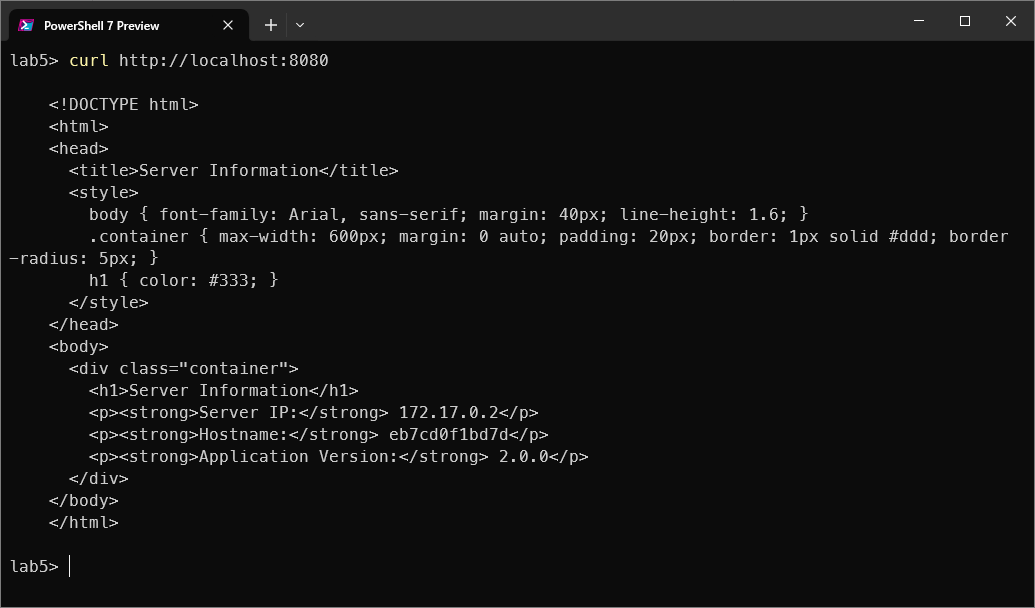 PowerShell 7 Preview
lab5> curl http://localhost:8080
<!DOCTYPE html>
<html>
<head>
<title>Server Information</title>
<style>
body { font-family: Arial, sans-serif; margin: 40px; line-height: 1.6; }
.container { max-width: 600px; margin: 0 auto; padding: 20px; border: 1px solid #ddd; border
-radius: 5px; }
h1 { color: #333; }
</style>
</head>
<body>
<div class="container">
<h1>Server Information</h1>
<p><strong>Server IP:</strong> 172.17.0.2</p>
<p><strong>Hostname:</strong> eb7cd0f1bd7d</p>
<p><strong>Application Version:</strong> 2.0.0</p>
</div>
</body>
</html>
lab5>